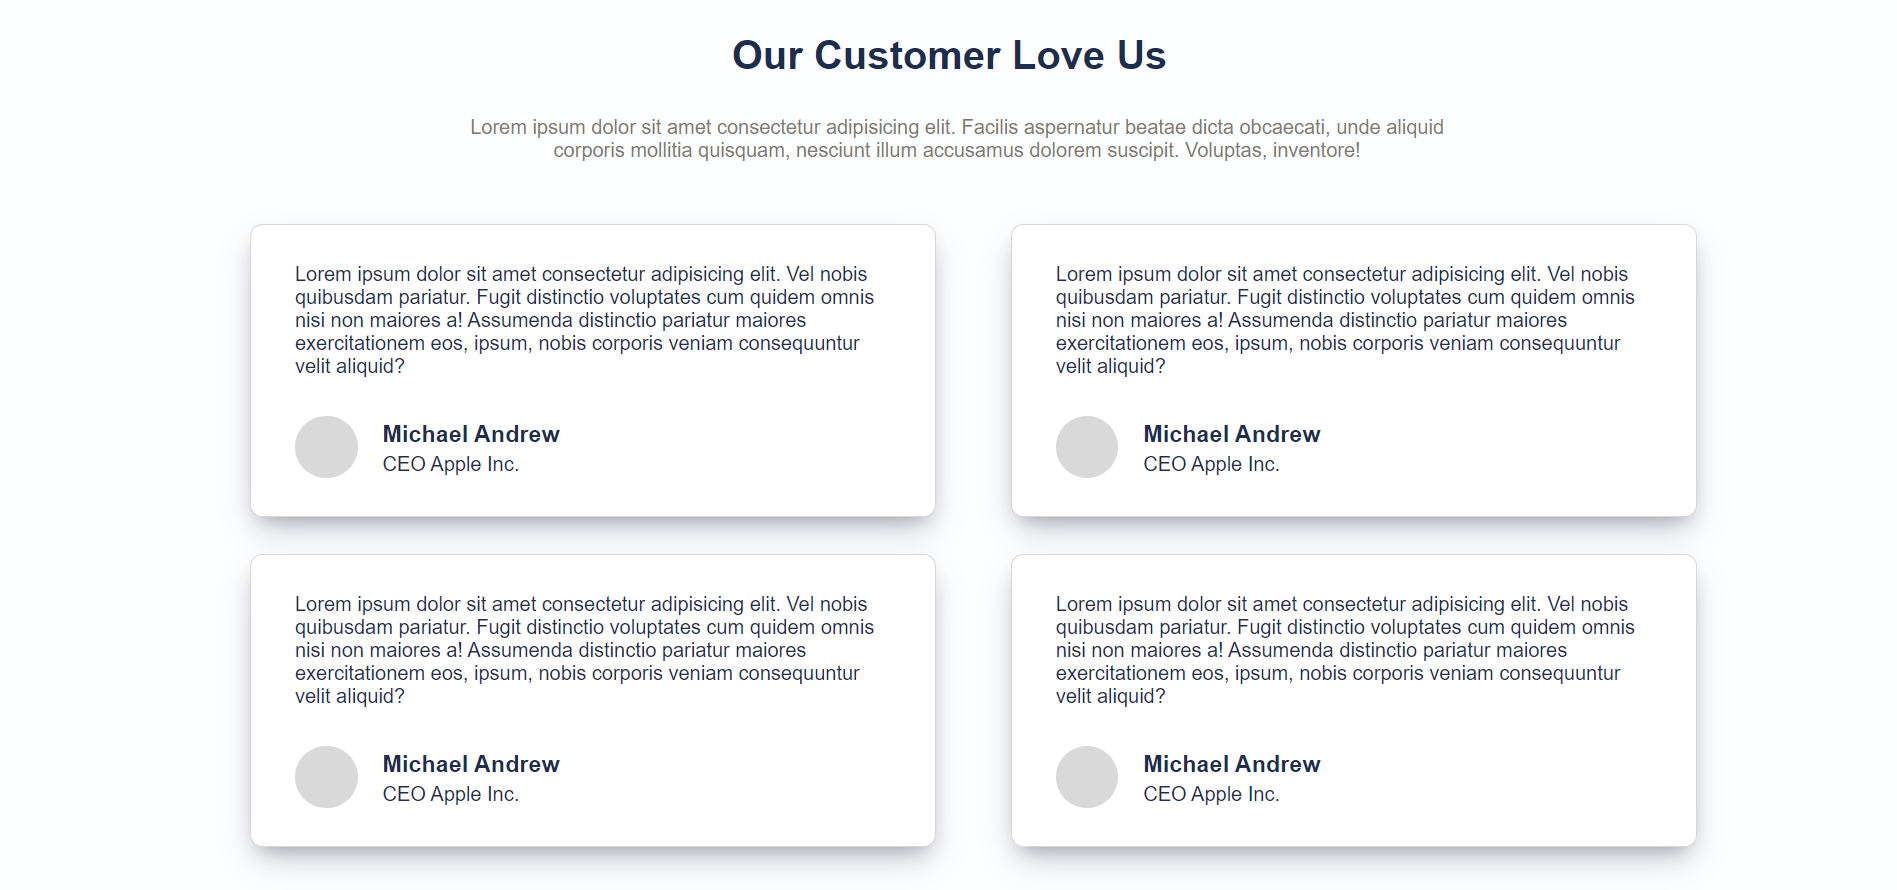 Our Customer Love Us
Lorem ipsum dolor sit amet consectetur adipisicing elit. Facilis aspernatur beatae dicta obcaecati, unde aliquid
corporis mollitia quisquam, nesciunt illum accusamus dolorem suscipit. Voluptas, inventore!
Lorem ipsum dolor sit amet consectetur adipisicing elit. Vel nobis
quibusdam pariatur. Fugit distinctio voluptates cum quidem omnis
nisi non maiores a! Assumenda distinctio pariatur maiores
exercitationem eos, ipsum, nobis corporis veniam consequuntur
velit aliquid?
Michael Andrew
CEO Apple Inc.
Lorem ipsum dolor sit amet consectetur adipisicing elit. Vel nobis
quibusdam pariatur. Fugit distinctio voluptates cum quidem omnis
nisi non maiores a! Assumenda distinctio pariatur maiores
exercitationem eos, ipsum, nobis corporis veniam consequuntur
velit aliquid?
Michael Andrew
CEO Apple Inc.
Lorem ipsum dolor sit amet consectetur adipisicing elit. Vel nobis
quibusdam pariatur. Fugit distinctio voluptates cum quidem omnis
nisi non maiores a! Assumenda distinctio pariatur maiores
exercitationem eos, ipsum, nobis corporis veniam consequuntur
velit aliquid?
Michael Andrew
CEO Apple Inc.
Lorem ipsum dolor sit amet consectetur adipisicing elit. Vel nobis
quibusdam pariatur. Fugit distinctio voluptates cum quidem omnis
nisi non maiores a! Assumenda distinctio pariatur maiores
exercitationem eos, ipsum, nobis corporis veniam consequuntur
velit aliquid?
Michael Andrew
CEO Apple Inc.